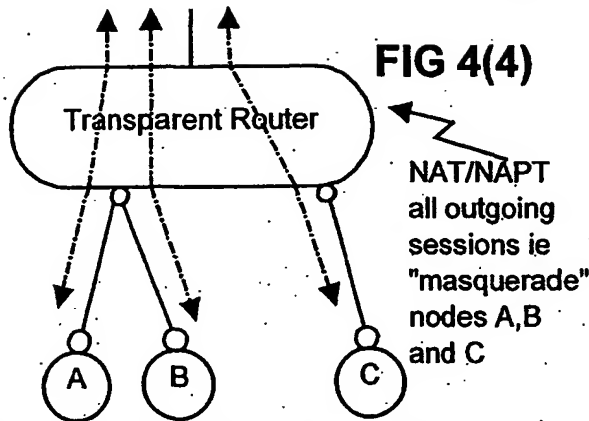 FIG 4(4)
Transparent Router
NAT/NAPT
all outgoing
sessions ie
"masquerade"
nodes A,B
and C
A
B
C